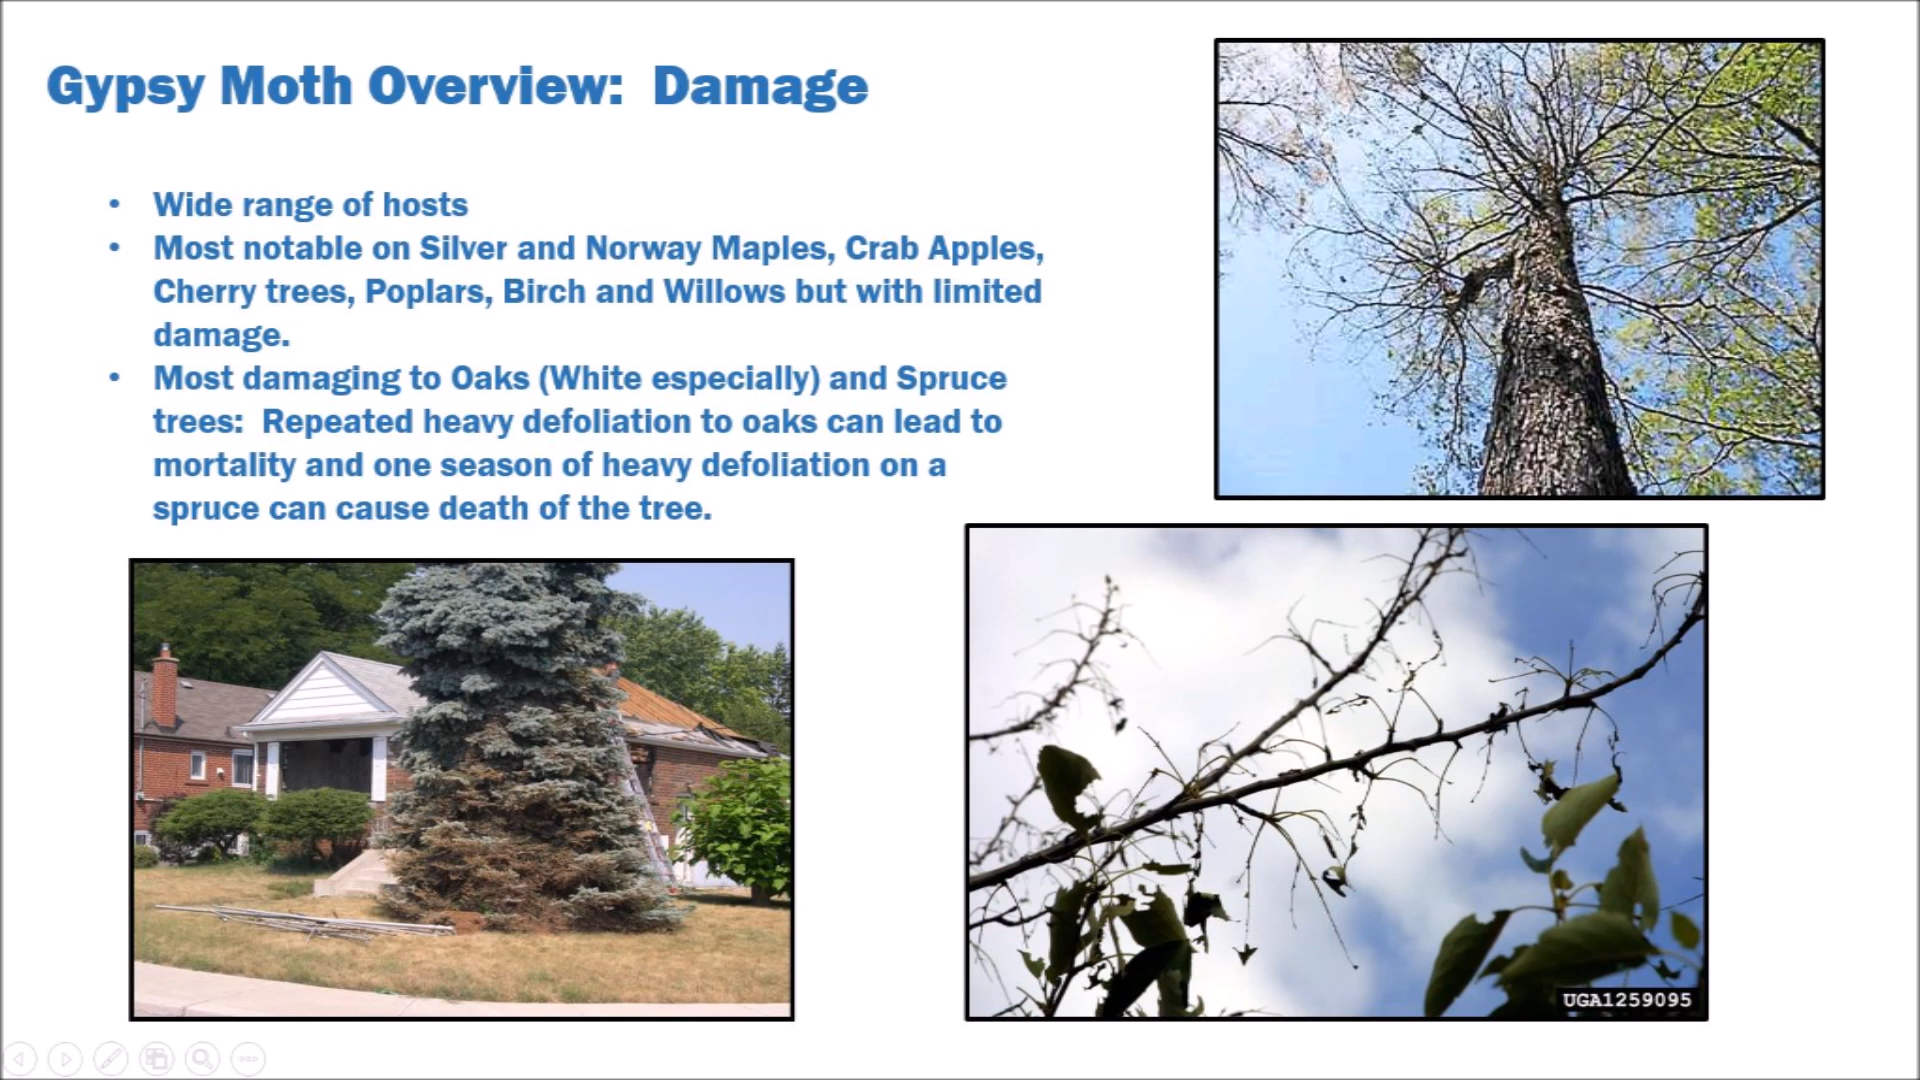 Gypsy Moth Overview:  Damage
• Wide range of hosts
• Most notable on Silver and Norway Maples, Crab Apples,
Cherry trees, Poplars, Birch and Willows but with limited
damage.
• Most damaging to Oaks (White especially) and Spruce
trees:  Repeated heavy defoliation to oaks can lead to
mortality and one season of heavy defoliation on a
spruce can cause death of the tree.
UGA1259095